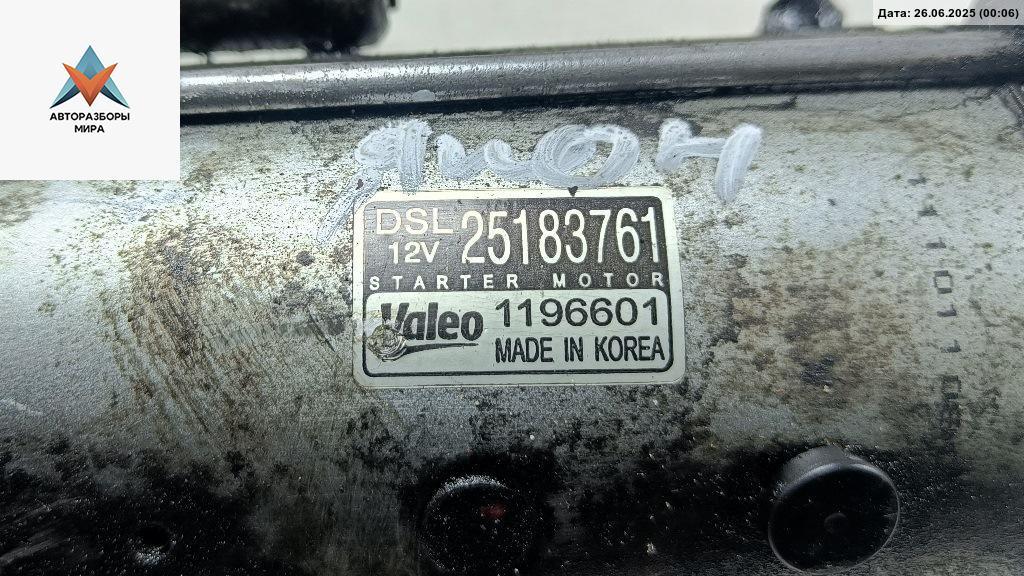 Дата: 26.06.2025 (00:06)
АВТОРАЗБОРЫ
МИРА
DSL
12V
25183761
STARTER MOTOR
Valeo 1196601
MADE IN KOREA